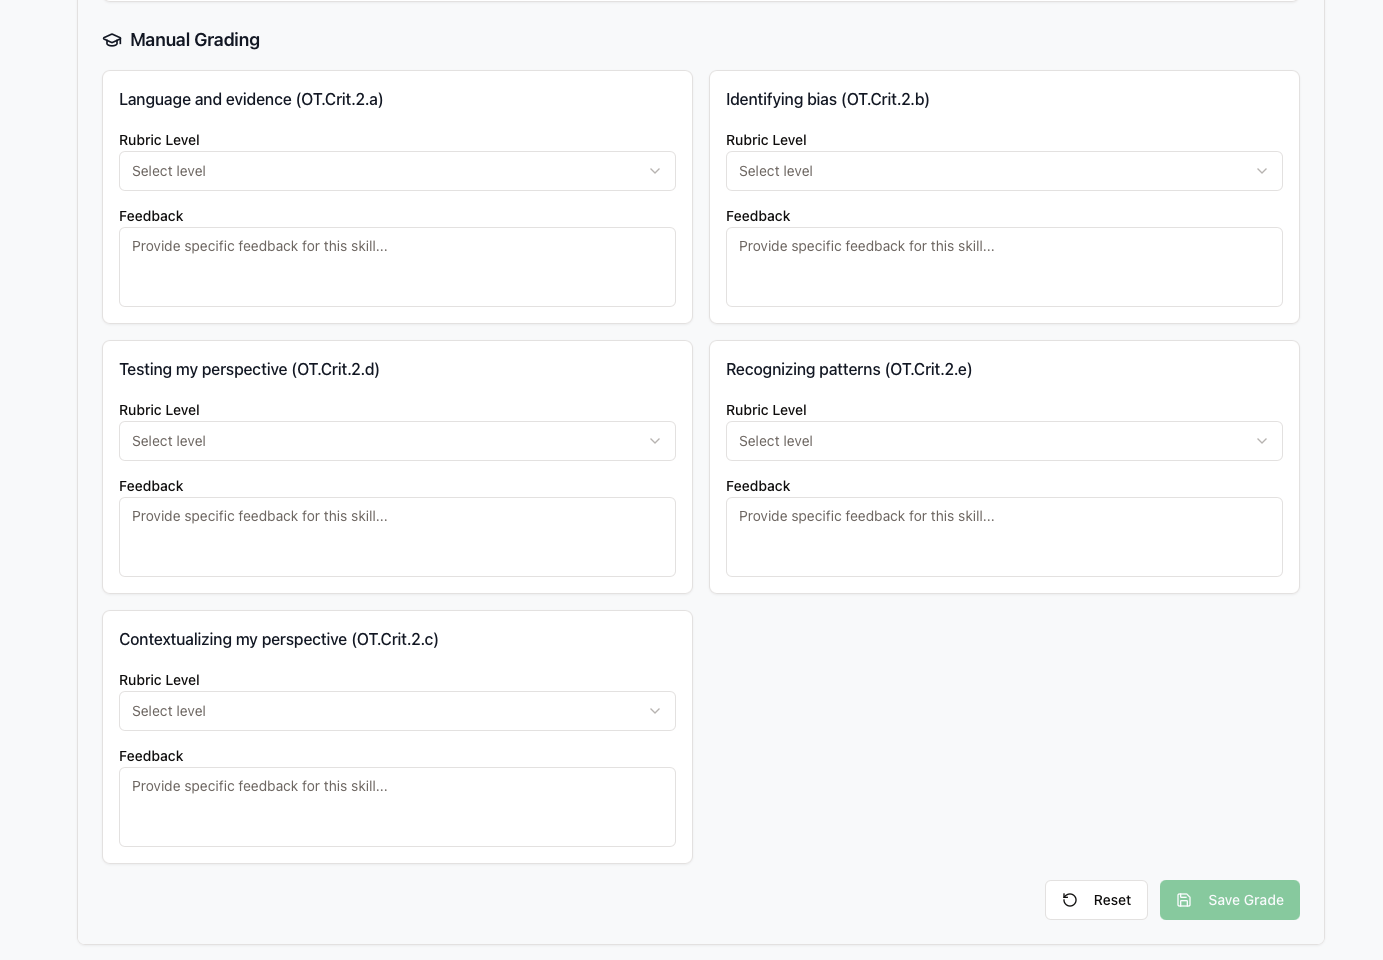 Manual Grading
Language and evidence (OT.Crit.2.a)
Rubric Level
Select level
Feedback
Provide specific feedback for this skill...
Identifying bias (OT.Crit.2.b)
Rubric Level
Select level
Feedback
Provide specific feedback for this skill...
Testing my perspective (OT.Crit.2.d)
Rubric Level
Select level
Feedback
Provide specific feedback for this skill...
Recognizing patterns (OT.Crit.2.e)
Rubric Level
Select level
Feedback
Provide specific feedback for this skill...
Contextualizing my perspective (OT.Crit.2.c)
Rubric Level
Select level
Feedback
Provide specific feedback for this skill...
Reset
Save Grade